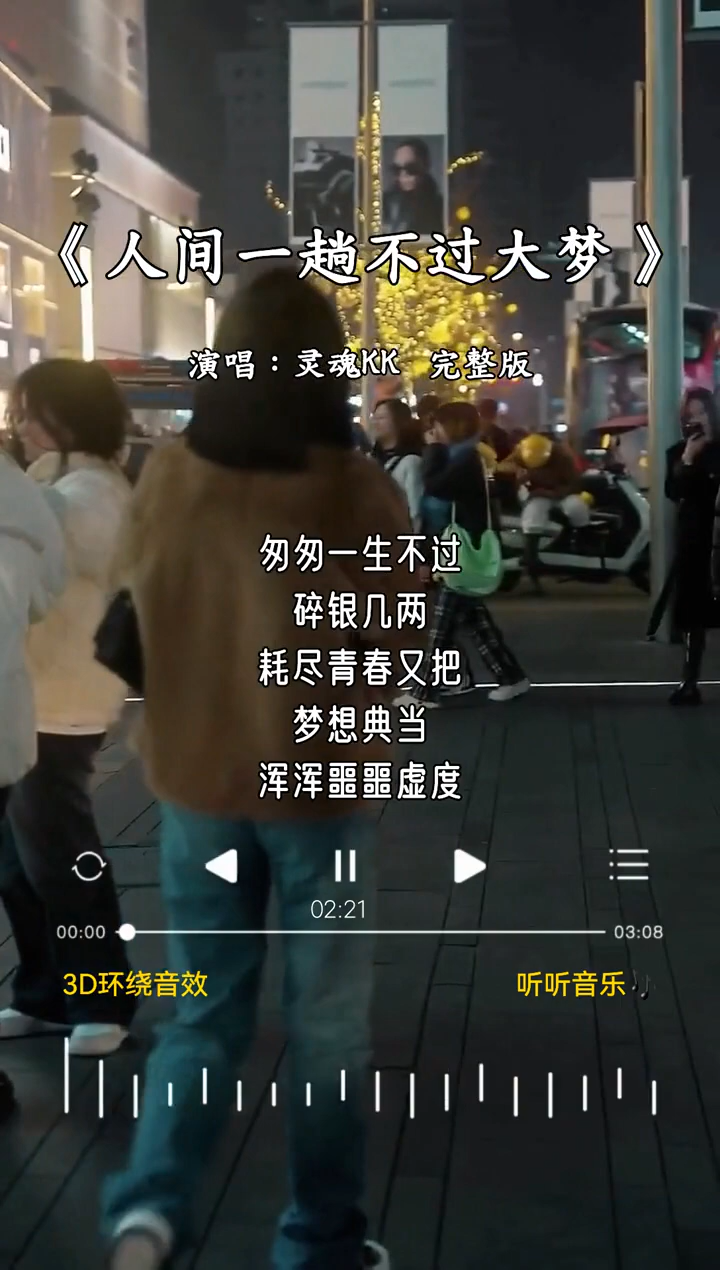 《人间一趟不过大梦》
演唱：灵魂KK 完整版
匆匆一生不过
碎银几两
耗尽青春又把
梦想典当
浑浑噩噩虚度
02:21
00:00 03:08
3D环绕音效 听听音乐🎶